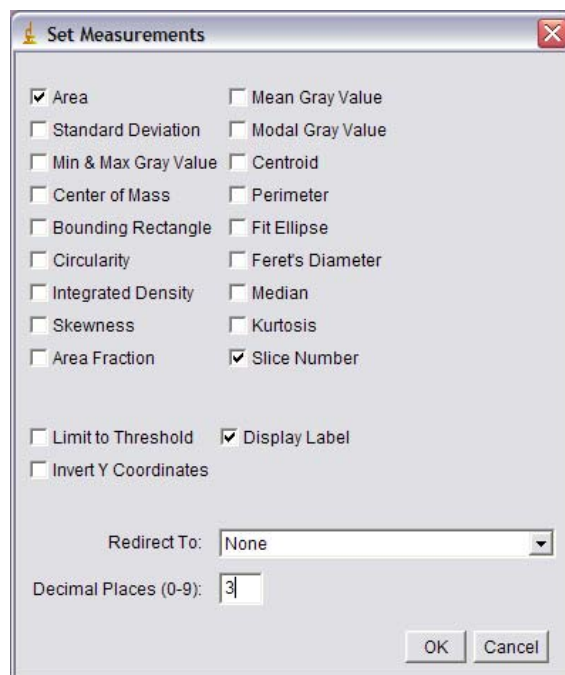 Set Measurements
Area Mean Gray Value
Standard Deviation Modal Gray Value
Min & Max Gray Value Centroid
Center of Mass Perimeter
Bounding Rectangle Fit Ellipse
Circularity Feret's Diameter
Integrated Density Median
Skewness Kurtosis
Area Fraction Slice Number
Limit to Threshold Display Label
Invert Y Coordinates
Redirect To: None
Decimal Places (0-9): 3
OK Cancel